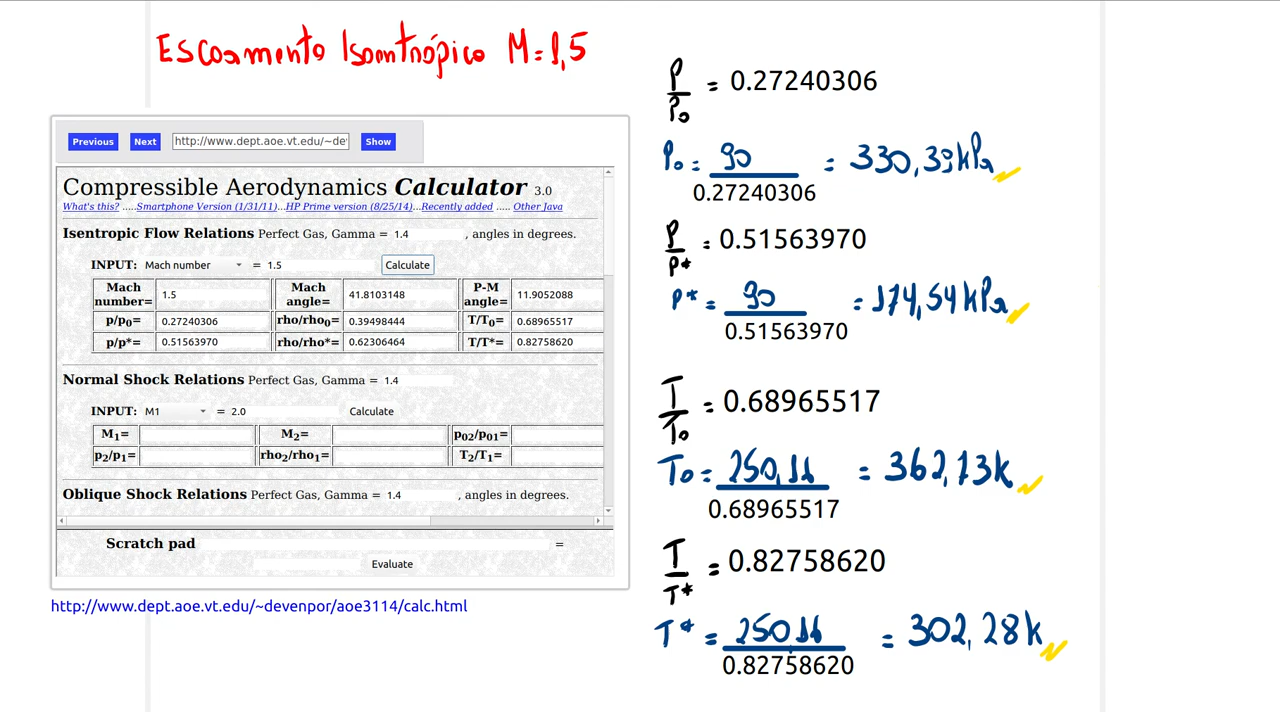 Escoamento Isentrópico M=1,5
Previous Next http://www.dept.aoe.vt.edu/~de Show
Compressible Aerodynamics Calculator 3.0
What's this? .....Smartphone Version (1/31/11)...HP Prime version (8/25/14)...Recently added ..... Other Java
Isentropic Flow Relations Perfect Gas, Gamma = 1.4 , angles in degrees.
INPUT: Mach number = 1.5 Calculate
Mach number= 1.5 Mach angle= 41.8103148 P-M angle= 11.9052088
p/p0= 0.27240306 rho/rho0= 0.39498444 T/T0= 0.68965517
p/p*= 0.51563970 rho/rho*= 0.62306464 T/T*= 0.82758620
Normal Shock Relations Perfect Gas, Gamma = 1.4
INPUT: M1 = 2.0 Calculate
M1= M2= p02/p01=
p2/p1= rho2/rho1= T2/T1=
Oblique Shock Relations Perfect Gas, Gamma = 1.4 , angles in degrees.
Scratch pad =
Evaluate
http://www.dept.aoe.vt.edu/~devenpor/aoe3114/calc.html
P/P0 = 0.27240306
P0 = 90 / 0.27240306 = 330,39kPa
P/P* = 0.51563970
P* = 90 / 0.51563970 = 174,54kPa
T/T0 = 0.68965517
T0 = 250,16 / 0.68965517 = 362,73K
T/T* = 0.82758620
T* = 250,16 / 0.82758620 = 302,28K